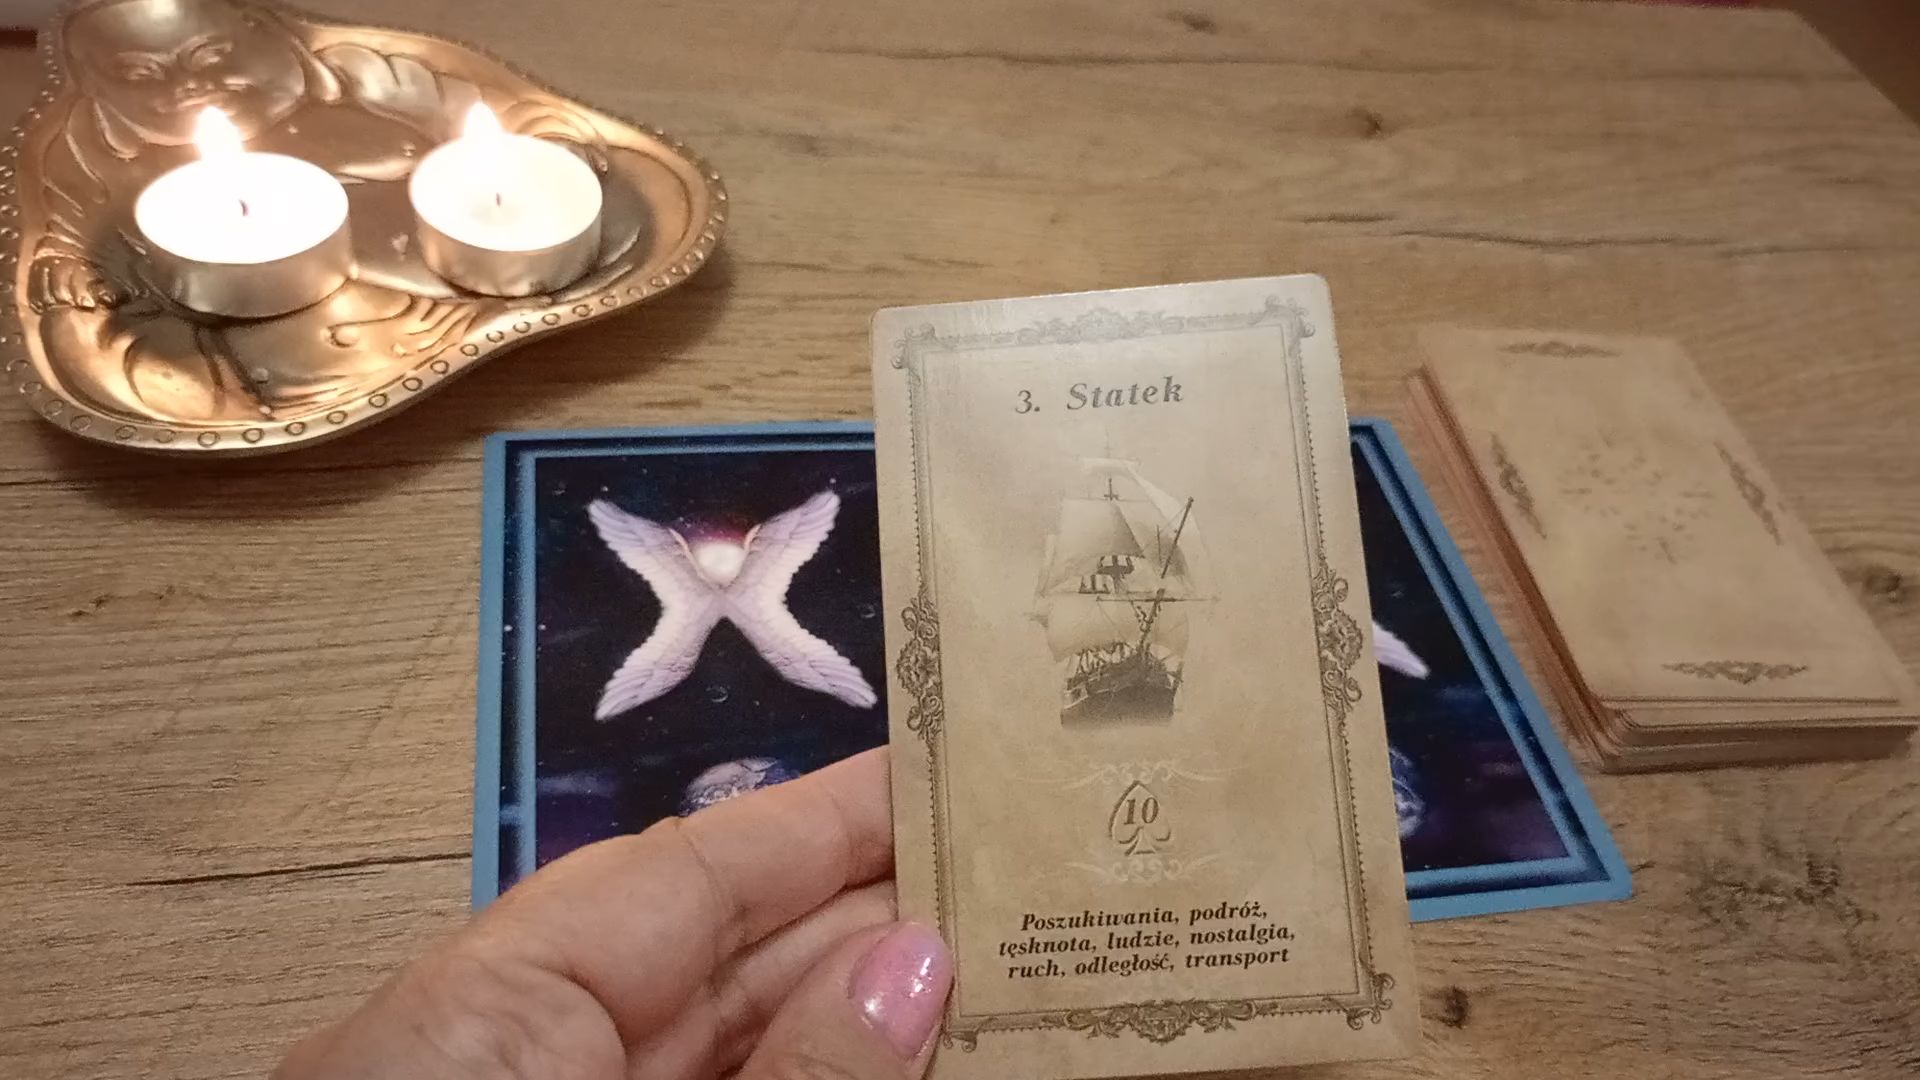 3. Statek
10
Poszukiwania, podróż,
tęsknota, ludzie, nostalgia,
ruch, odległość, transport